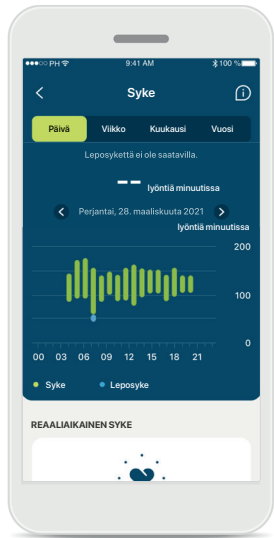 PH 9:41 AM 100 %
Syke
Päivä Viikko Kuukausi Vuosi
Leposykettä ei ole saatavilla.
-- lyöntiä minuutissa
Perjantai, 28. maaliskuuta 2021
lyöntiä minuutissa
200
100
0
00 03 06 09 12 15 18 21
Syke Leposyke
REAALIAIKAINEN SYKE